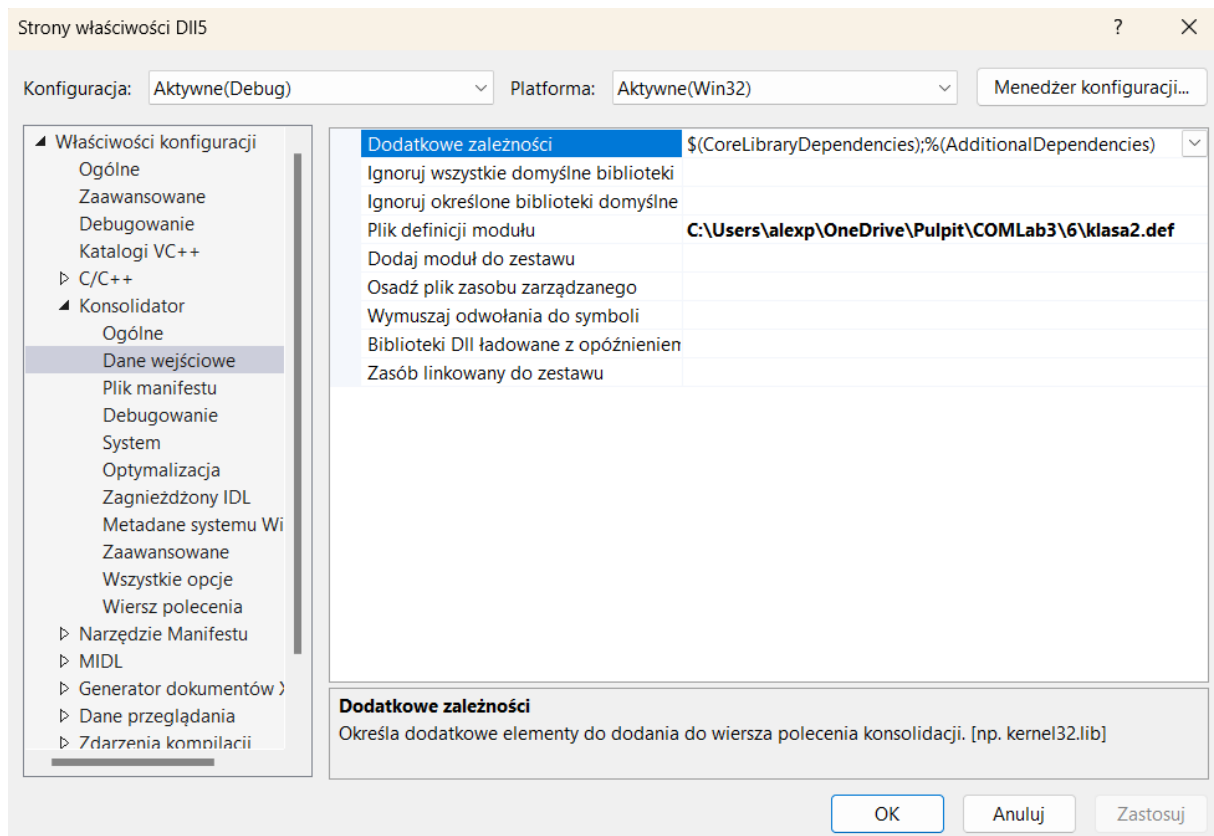 Strony właściwości Dll5 ?
Konfiguracja: Aktywne(Debug) Platforma: Aktywne(Win32) Menedżer konfiguracji...
Właściwości konfiguracji
Ogólne
Zaawansowane
Debugowanie
Katalogi VC++
C/C++
Konsolidator
Ogólne
Dane wejściowe
Plik manifestu
Debugowanie
System
Optymalizacja
Zagnieżdżony IDL
Metadane systemu Wi
Zaawansowane
Wszystkie opcje
Wiersz polecenia
Narzędzie Manifestu
MIDL
Generator dokumentów X
Dane przeglądania
Zdarzenia kompilacji
Dodatkowe zależności $(CoreLibraryDependencies);%(AdditionalDependencies)
Ignoruj wszystkie domyślne biblioteki
Ignoruj określone biblioteki domyślne
Plik definicji modułu C:\Users\alexp\OneDrive\Pulpit\COMLab3\6\klasa2.def
Dodaj moduł do zestawu
Osadź plik zasobu zarządzanego
Wymuszaj odwołania do symboli
Biblioteki Dll ładowane z opóźnieniem
Zasób linkowany do zestawu
Dodatkowe zależności
Określa dodatkowe elementy do dodania do wiersza polecenia konsolidacji. [np. kernel32.lib]
OK Anuluj Zastosuj